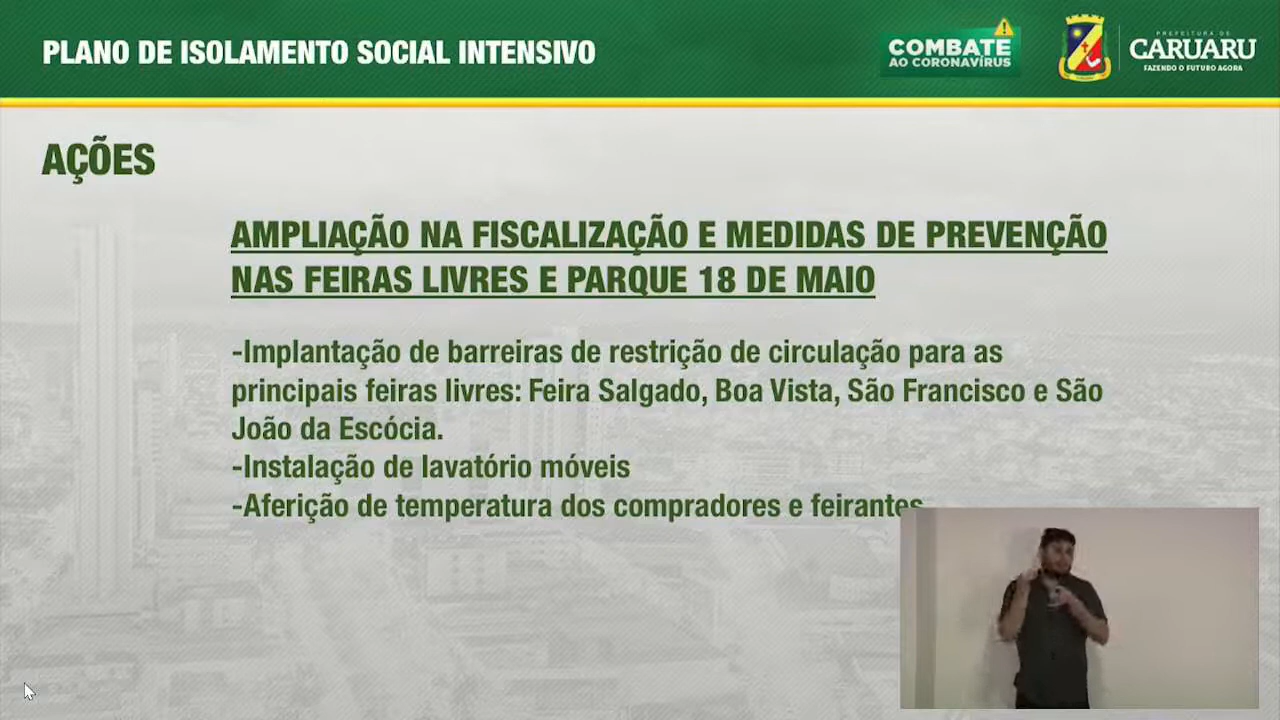 PLANO DE ISOLAMENTO SOCIAL INTENSIVO
COMBATE
AO CORONAVÍRUS
PREFEITURA DE
CARUARU
FAZENDO O FUTURO AGORA
AÇÕES
AMPLIAÇÃO NA FISCALIZAÇÃO E MEDIDAS DE PREVENÇÃO
NAS FEIRAS LIVRES E PARQUE 18 DE MAIO
-Implantação de barreiras de restrição de circulação para as
principais feiras livres: Feira Salgado, Boa Vista, São Francisco e São
João da Escócia.
-Instalação de lavatório móveis
-Aferição de temperatura dos compradores e feirantes